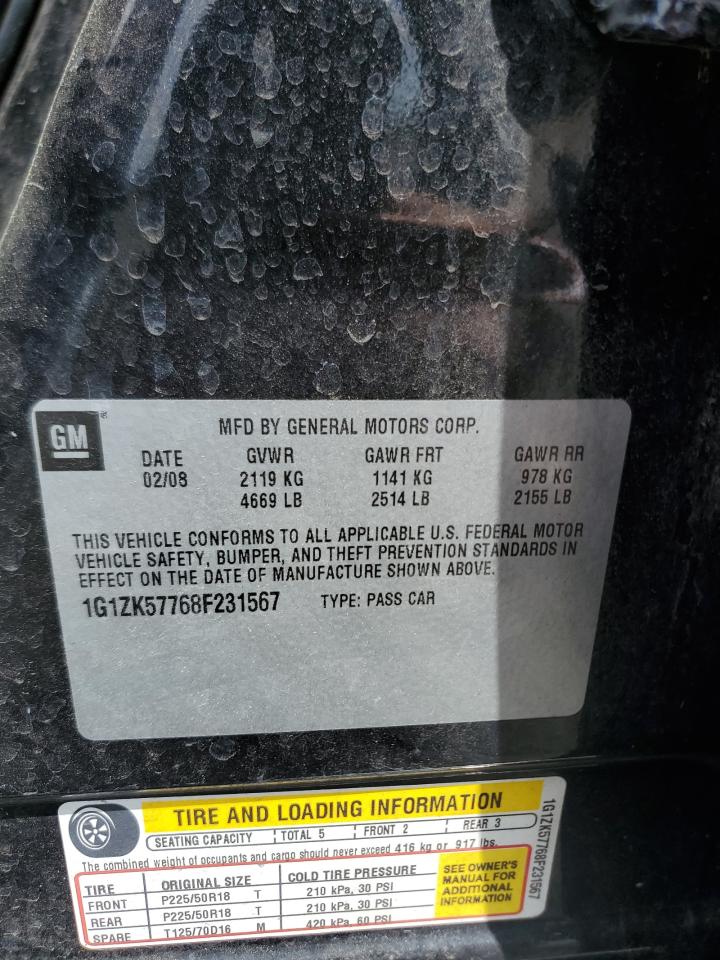 GM ®
MFD BY GENERAL MOTORS CORP.
DATE GVWR GAWR FRT GAWR RR
02/08 2119 KG 1141 KG 978 KG
4669 LB 2514 LB 2155 LB
THIS VEHICLE CONFORMS TO ALL APPLICABLE U.S. FEDERAL MOTOR
VEHICLE SAFETY, BUMPER, AND THEFT PREVENTION STANDARDS IN
EFFECT ON THE DATE OF MANUFACTURE SHOWN ABOVE.
1G1ZK57768F231567 TYPE: PASS CAR
TIRE AND LOADING INFORMATION
SEATING CAPACITY TOTAL 5 FRONT 2 REAR 3
The combined weight of occupants and cargo should never exceed 416 kg or 917 lbs.
TIRE ORIGINAL SIZE COLD TIRE PRESSURE
FRONT P225/50R18 T 210 kPa, 30 PSI
REAR P225/50R18 T 210 kPa, 30 PSI
SPARE T125/70D16 M 420 kPa, 60 PSI
SEE OWNER'S
MANUAL FOR
ADDITIONAL
INFORMATION
1G1ZK57768F231567